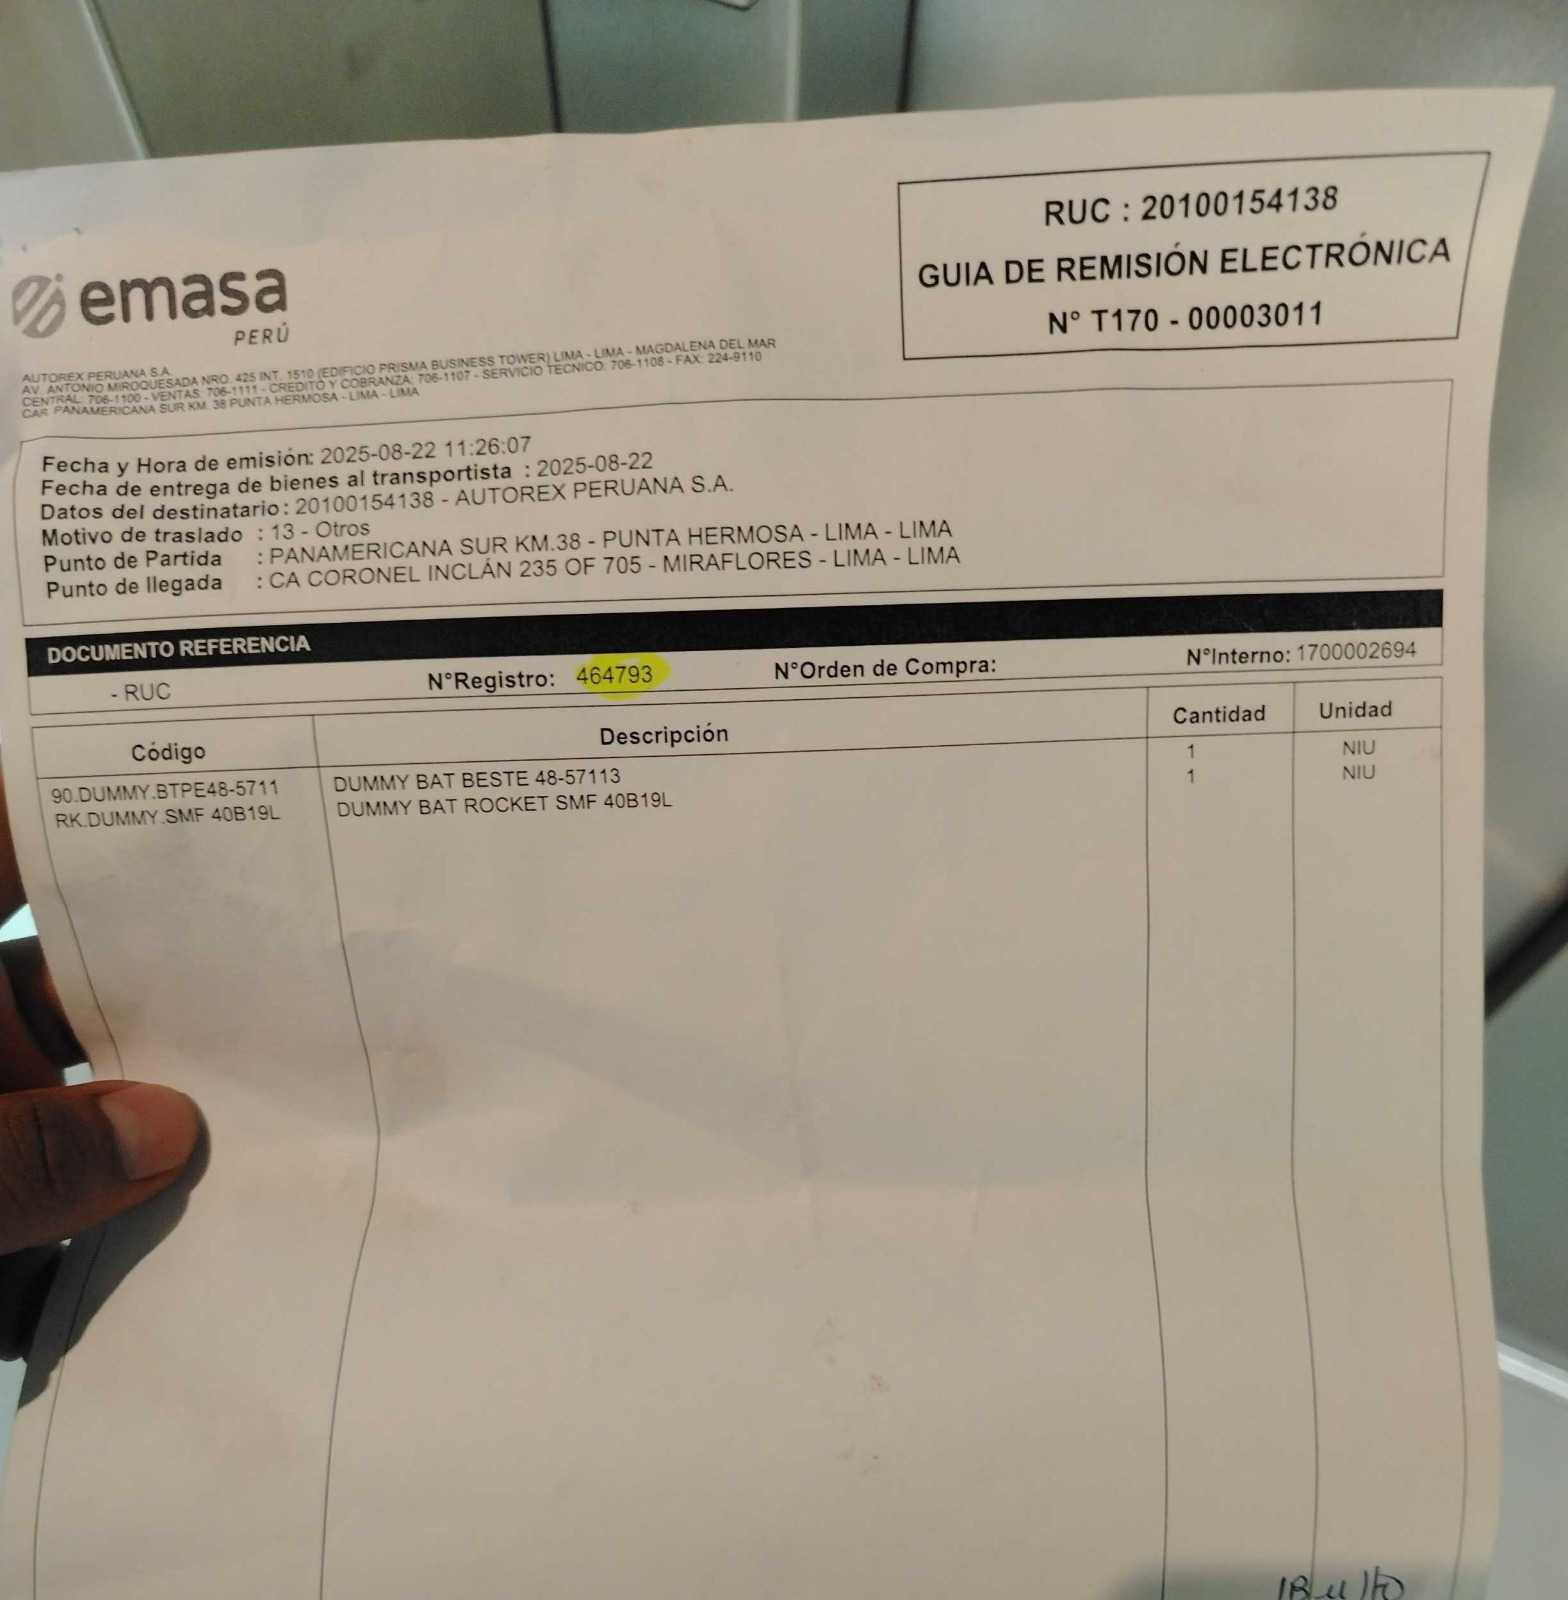 RUC : 20100154138
GUIA DE REMISIÓN ELECTRÓNICA
N° T170 - 00003011
emasa
PERÚ
AUTOREX PERUANA S.A.
AV. ANTONIO MIROQUESADA NRO. 425 INT. 1510 (EDIFICIO PRISMA BUSINESS TOWER) LIMA - LIMA - MAGDALENA DEL MAR
CENTRAL: 706-1100 - VENTAS: 706-1111 - CREDITO Y COBRANZA: 706-1107 - SERVICIO TECNICO: 706-1108 - FAX: 224-9110
CAR. PANAMERICANA SUR KM. 38 PUNTA HERMOSA - LIMA - LIMA
Fecha y Hora de emisión: 2025-08-22 11:26:07
Fecha de entrega de bienes al transportista : 2025-08-22
Datos del destinatario : 20100154138 - AUTOREX PERUANA S.A.
Motivo de traslado : 13 - Otros
Punto de Partida : PANAMERICANA SUR KM.38 - PUNTA HERMOSA - LIMA - LIMA
Punto de llegada : CA CORONEL INCLÁN 235 OF 705 - MIRAFLORES - LIMA - LIMA
DOCUMENTO REFERENCIA
- RUC N°Registro: 464793 N°Orden de Compra: N°Interno: 1700002694
Código Descripción Cantidad Unidad
90.DUMMY.BTPE48-5711 DUMMY BAT BESTE 48-57113 1 NIU
RK.DUMMY.SMF 40B19L DUMMY BAT ROCKET SMF 40B19L 1 NIU